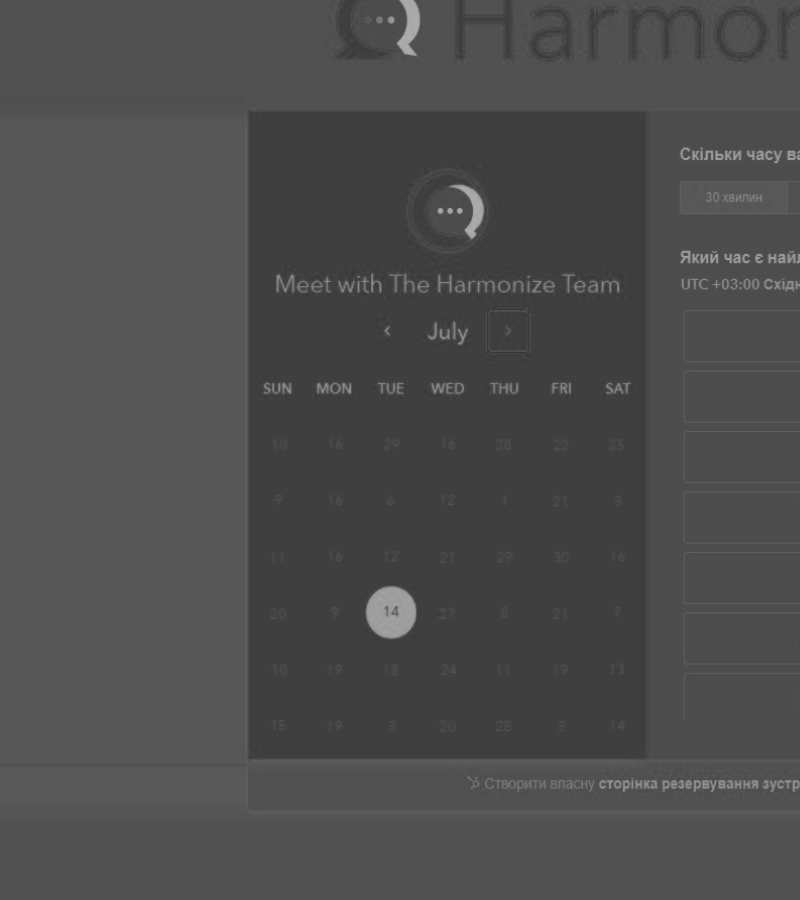 Harmon
Скільки часу ва
30 хвилин
Який час є найл
UTC +03:00 Східн
Meet with The Harmonize Team
‹ July ›
SUN MON TUE WED THU FRI SAT
10 16 29 16 28 22 28
9 16 6 12 1 21 3
11 16 12 21 29 30 16
20 9 14 27 8 21 7
10 19 18 24 11 19 13
15 19 3 20 28 3 14
Створити власну сторінка резервування зустр